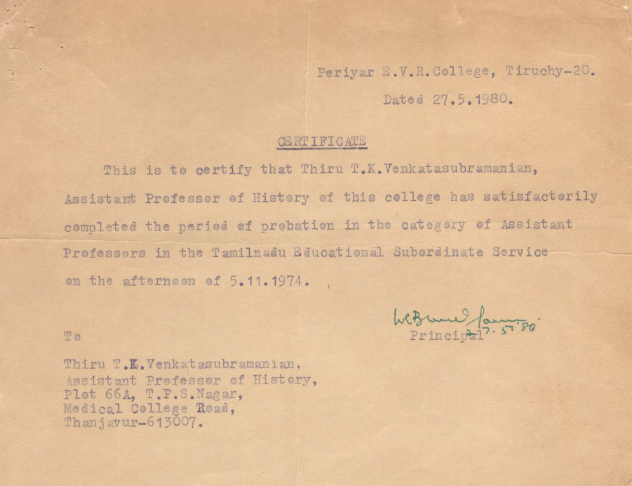 Periyar E.V.R.College, Tiruchy-20.
Dated 27.5.1980.
CERTIFICATE
This is to certify that Thiru T.K.Venkatasubramanian,
Assistant Professor of History of this college has satisfactorily
completed the period of probation in the category of Assistant
Professors in the Tamilnadu Educational Subordinate Service
on the afternoon of 5.11.1974.
Principal
27.5.80
To
Thiru T.K.Venkatasubramanian,
Assistant Professor of History,
Plot 66A, T.P.S.Nagar,
Medical College Road,
Thanjavur-613007.